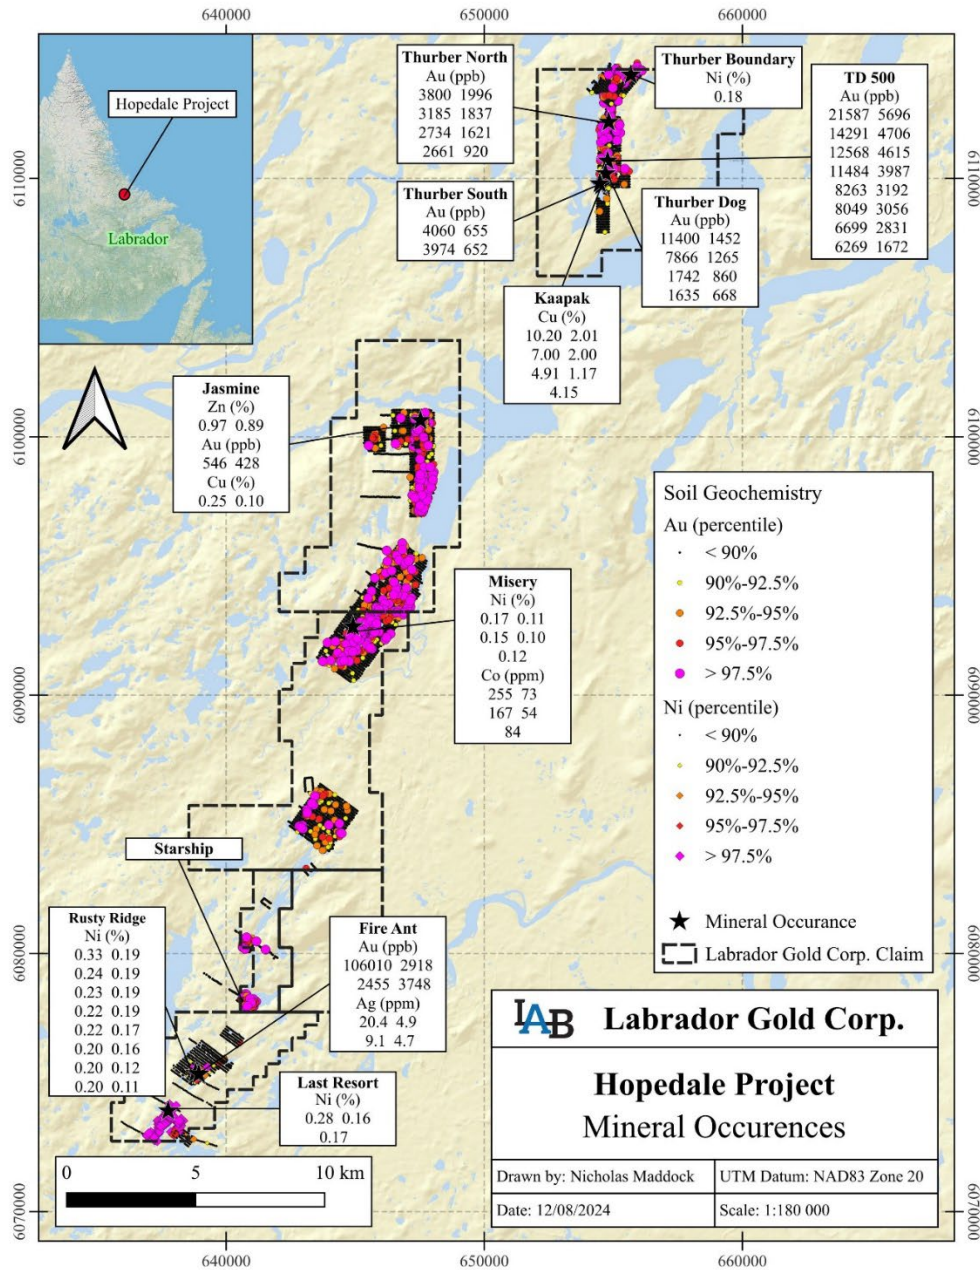 640000
650000
660000
Hopedale Project
Labrador
Thurber North
Au (ppb)
3800 1996
3185 1837
2734 1621
2661 920
Thurber Boundary
Ni (%)
0.18
TD 500
Au (ppb)
21587 5696
14291 4706
12568 4615
11484 3987
8263 3192
8049 3056
6699 2831
6269 1672
6110000
6110000
Thurber South
Au (ppb)
4060 655
3974 652
Thurber Dog
Au (ppb)
11400 1452
7866 1265
1742 860
1635 668
Kaapak
Cu (%)
10.20 2.01
7.00 2.00
4.91 1.17
4.15
Jasmine
Zn (%)
0.97 0.89
Au (ppb)
546 428
Cu (%)
0.25 0.10
6100000
6100000
Misery
Ni (%)
0.17 0.11
0.15 0.10
0.12
Co (ppm)
255 73
167 54
84
6090000
6090000
Soil Geochemistry
Au (percentile)
< 90%
90%-92.5%
92.5%-95%
95%-97.5%
> 97.5%
Ni (percentile)
< 90%
90%-92.5%
92.5%-95%
95%-97.5%
> 97.5%
Mineral Occurance
Labrador Gold Corp. Claim
Starship
Rusty Ridge
Ni (%)
0.33 0.19
0.24 0.19
0.23 0.19
0.22 0.19
0.22 0.17
0.20 0.16
0.20 0.12
0.20 0.11
Fire Ant
Au (ppb)
106010 2918
2455 3748
Ag (ppm)
20.4 4.9
9.1 4.7
6080000
6080000
Last Resort
Ni (%)
0.28 0.16
0.17
0 5 10 km
LAB Labrador Gold Corp.
Hopedale Project
Mineral Occurences
Drawn by: Nicholas Maddock
UTM Datum: NAD83 Zone 20
Date: 12/08/2024
Scale: 1:180 000
6070000
6070000
640000
650000
660000